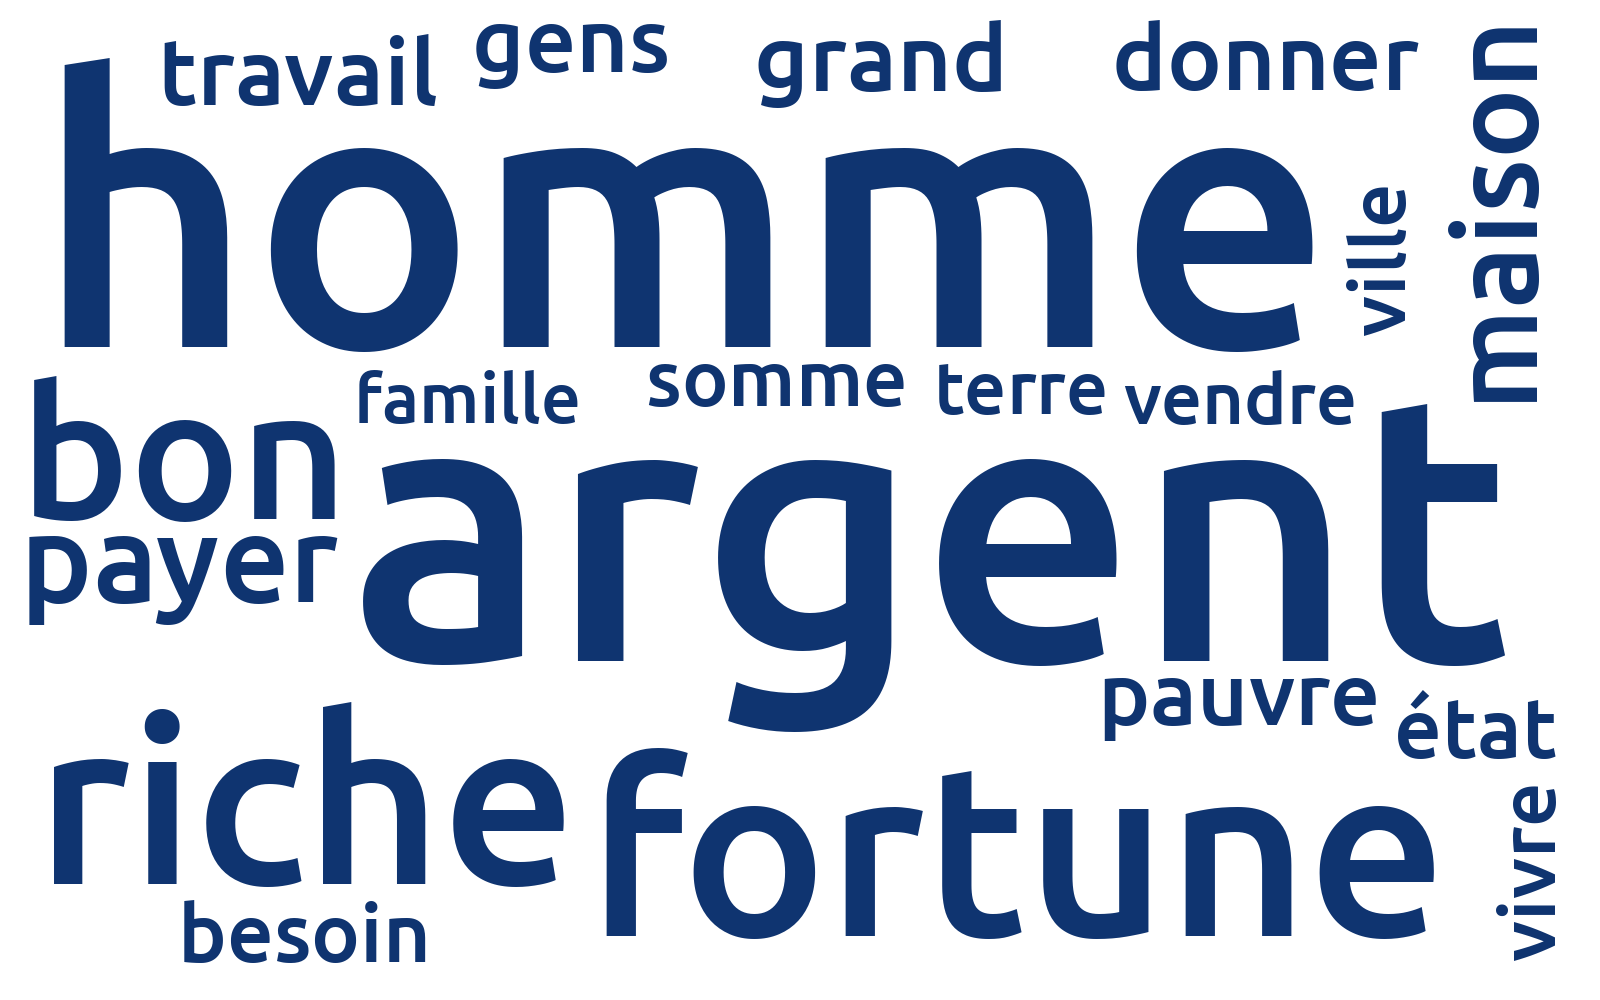 travail
gens
grand
donner
maison
homme
ville
famille
somme
terre
vendre
bon
argent
payer
pauvre
état
riche
fortune
vivre
besoin